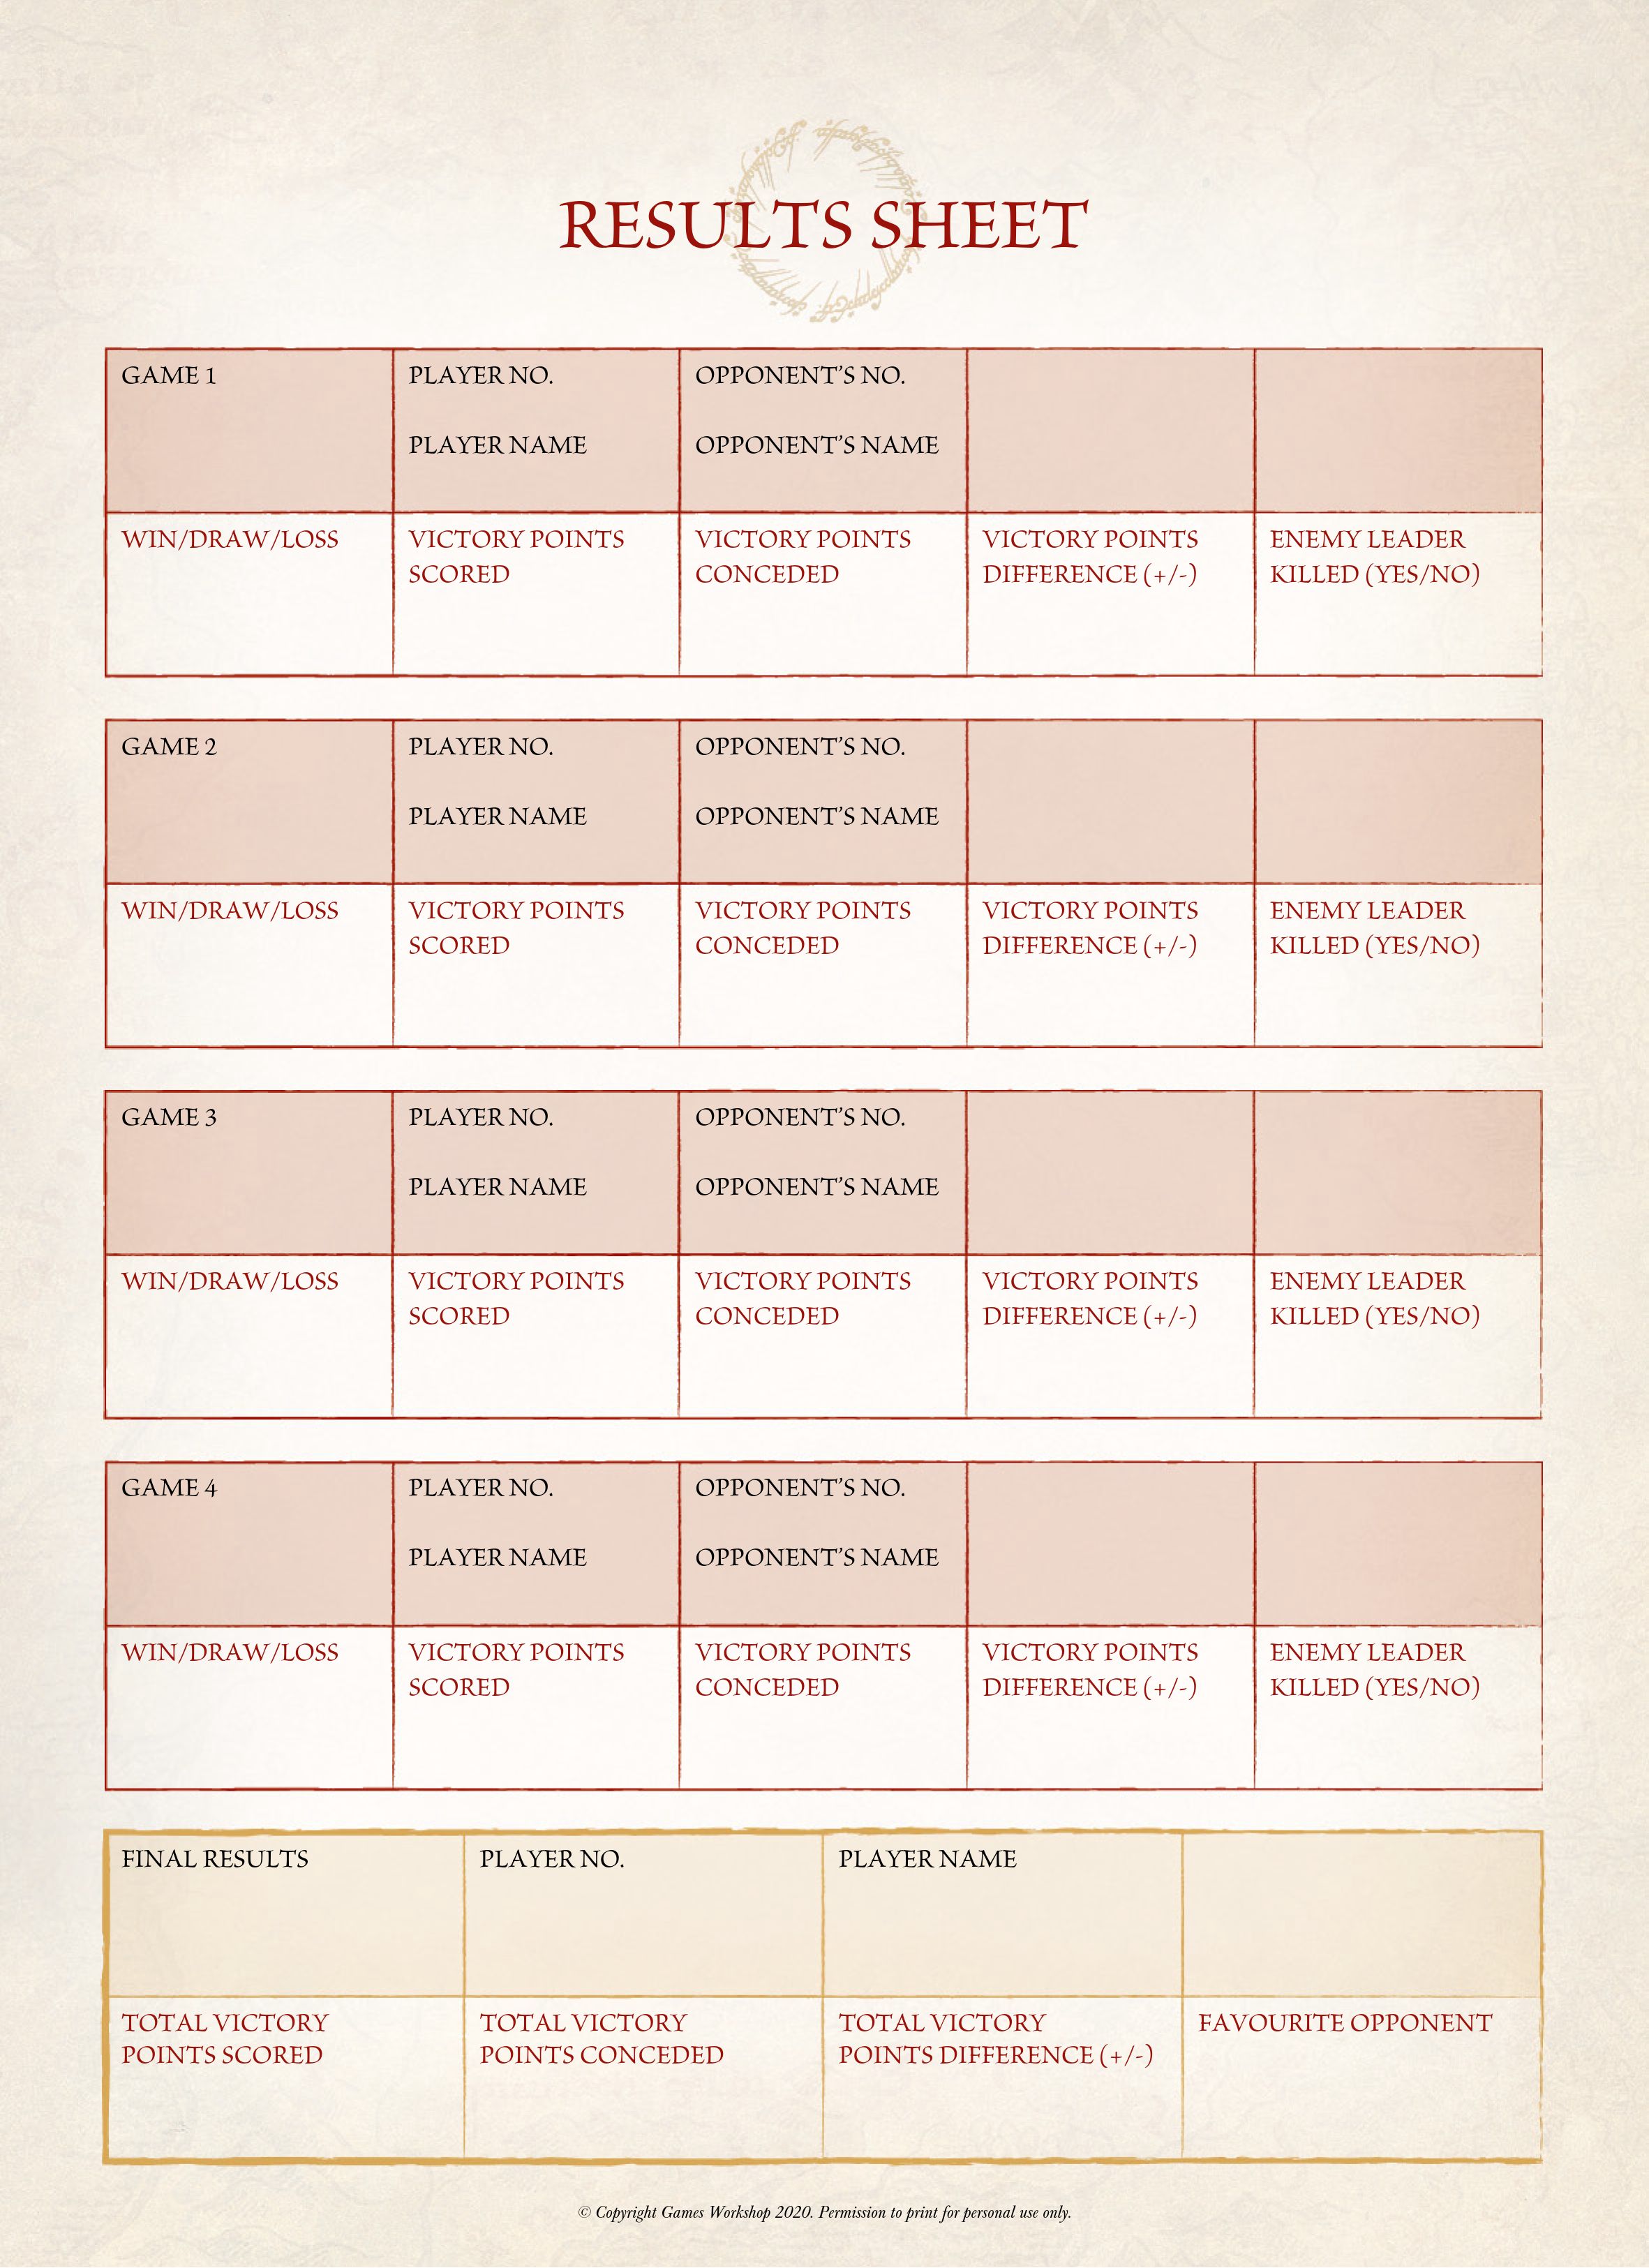 RESULTS SHEET
GAME 1
PLAYER NO.
OPPONENT'S NO.
PLAYER NAME
OPPONENT'S NAME
WIN/DRAW/LOSS
VICTORY POINTS
SCORED
VICTORY POINTS
CONCEDED
VICTORY POINTS
DIFFERENCE (+/-)
ENEMY LEADER
KILLED (YES/NO)
GAME 2
PLAYER NO.
OPPONENT'S NO.
PLAYER NAME
OPPONENT'S NAME
WIN/DRAW/LOSS
VICTORY POINTS
SCORED
VICTORY POINTS
CONCEDED
VICTORY POINTS
DIFFERENCE (+/-)
ENEMY LEADER
KILLED (YES/NO)
GAME 3
PLAYER NO.
OPPONENT'S NO.
PLAYER NAME
OPPONENT'S NAME
WIN/DRAW/LOSS
VICTORY POINTS
SCORED
VICTORY POINTS
CONCEDED
VICTORY POINTS
DIFFERENCE (+/-)
ENEMY LEADER
KILLED (YES/NO)
GAME 4
PLAYER NO.
OPPONENT'S NO.
PLAYER NAME
OPPONENT'S NAME
WIN/DRAW/LOSS
VICTORY POINTS
SCORED
VICTORY POINTS
CONCEDED
VICTORY POINTS
DIFFERENCE (+/-)
ENEMY LEADER
KILLED (YES/NO)
FINAL RESULTS
PLAYER NO.
PLAYER NAME
TOTAL VICTORY
POINTS SCORED
TOTAL VICTORY
POINTS CONCEDED
TOTAL VICTORY
POINTS DIFFERENCE (+/-)
FAVOURITE OPPONENT
© Copyright Games Workshop 2020. Permission to print for personal use only.